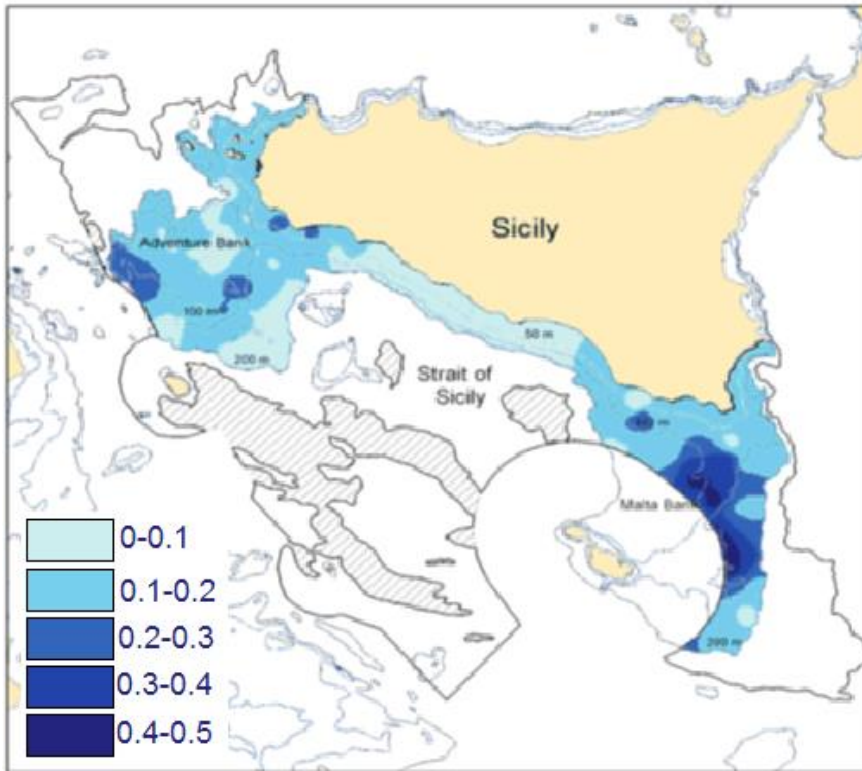 Sicily
Adventure Bank
100 m
50 m
200 m
Strait of
Sicily
Malta Bank
200 m
0-0.1
0.1-0.2
0.2-0.3
0.3-0.4
0.4-0.5